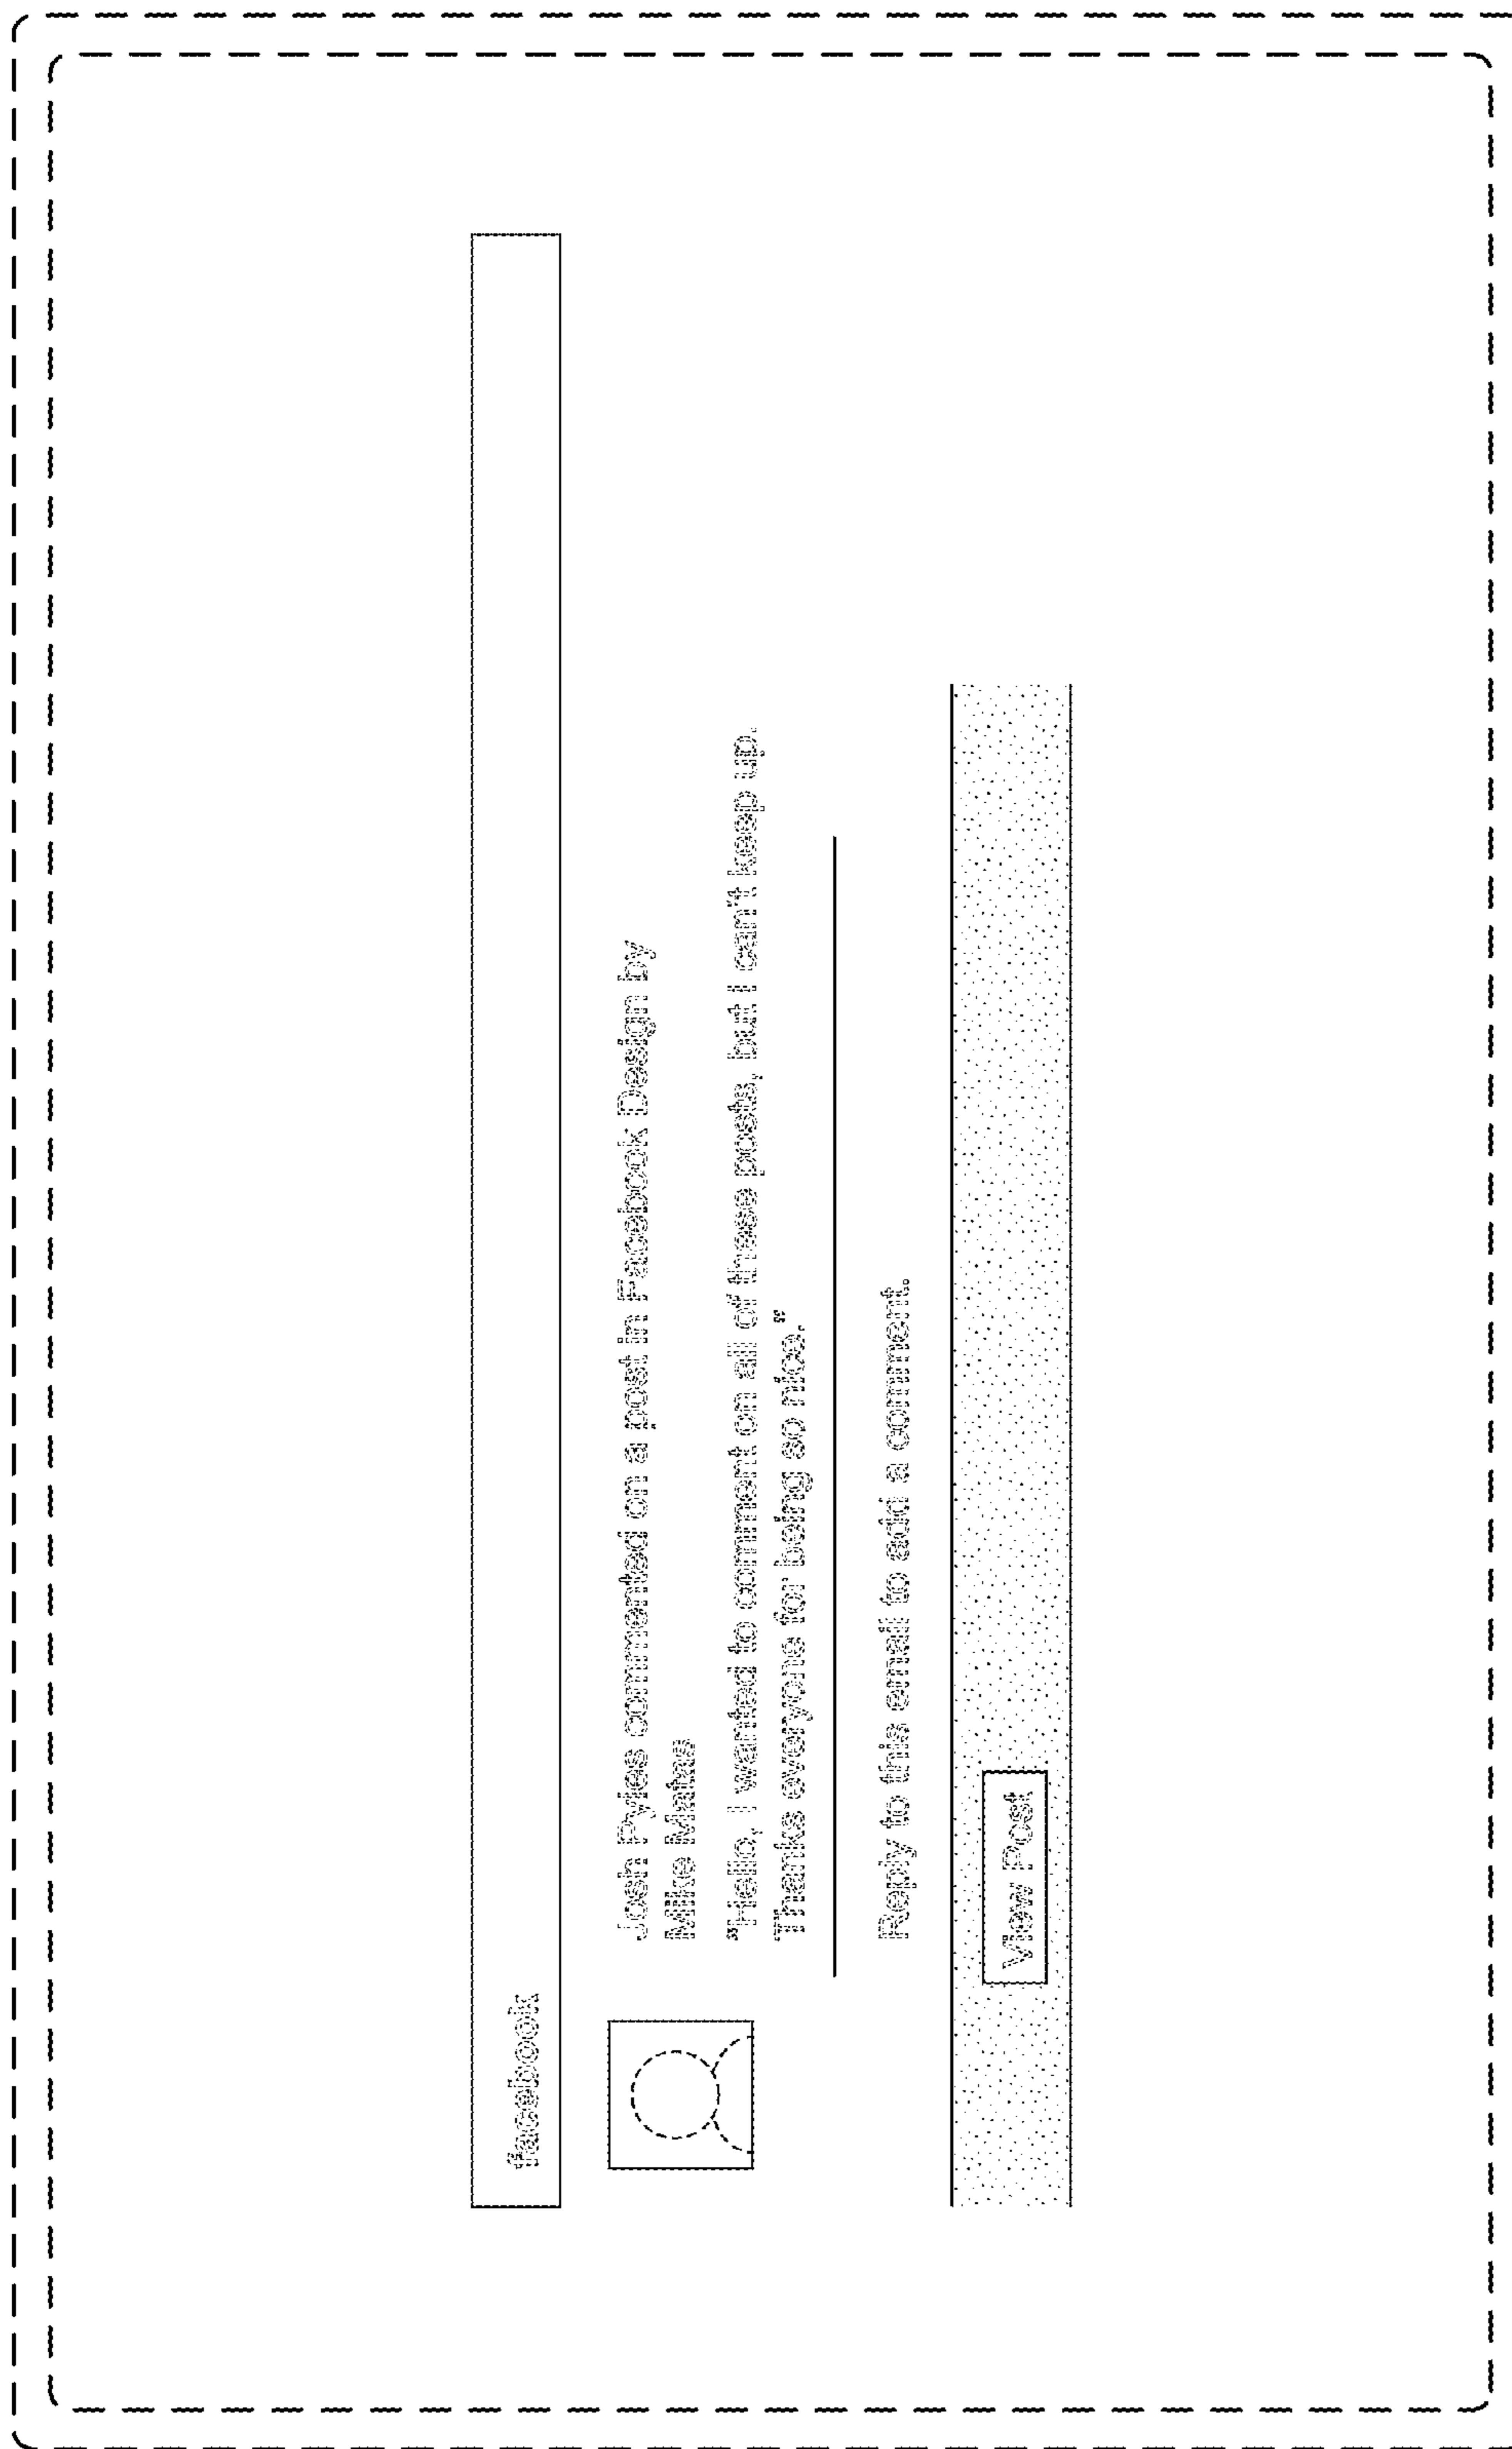 facebook
Josh Pyles commented on a post in Facebook Design by
Mike Matas
"Hello, I wanted to comment on all of these posts, but I can't keep up.
Thanks everyone for being so nice."
Reply to this email to add a comment.
View Post